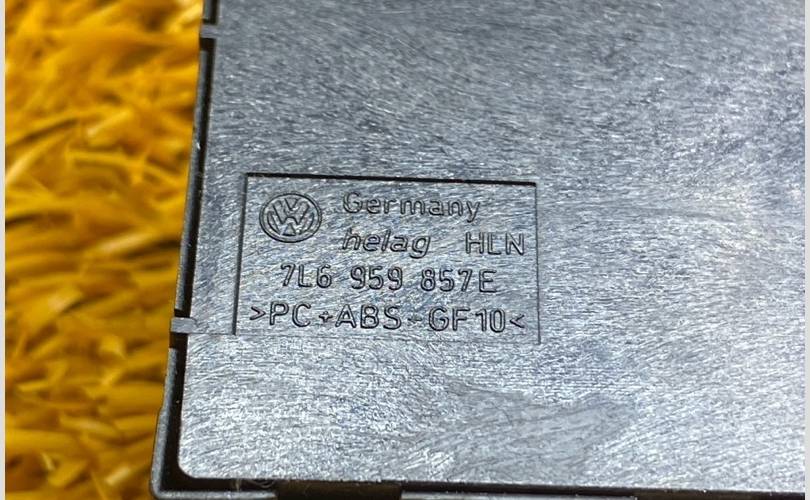 Germany
helag HLN
7L6 959 857E
>PC+ABS-GF10<